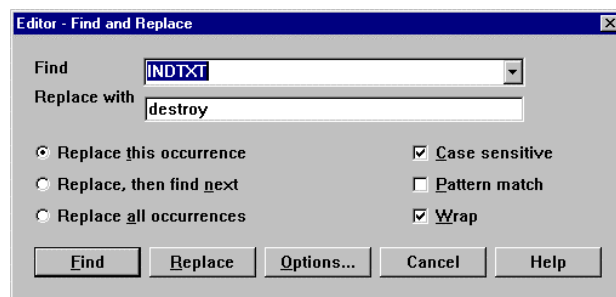 Editor - Find and Replace
Find INDTXT
Replace with destroy
Replace this occurrence Case sensitive
Replace, then find next Pattern match
Replace all occurrences Wrap
Find Replace Options... Cancel Help